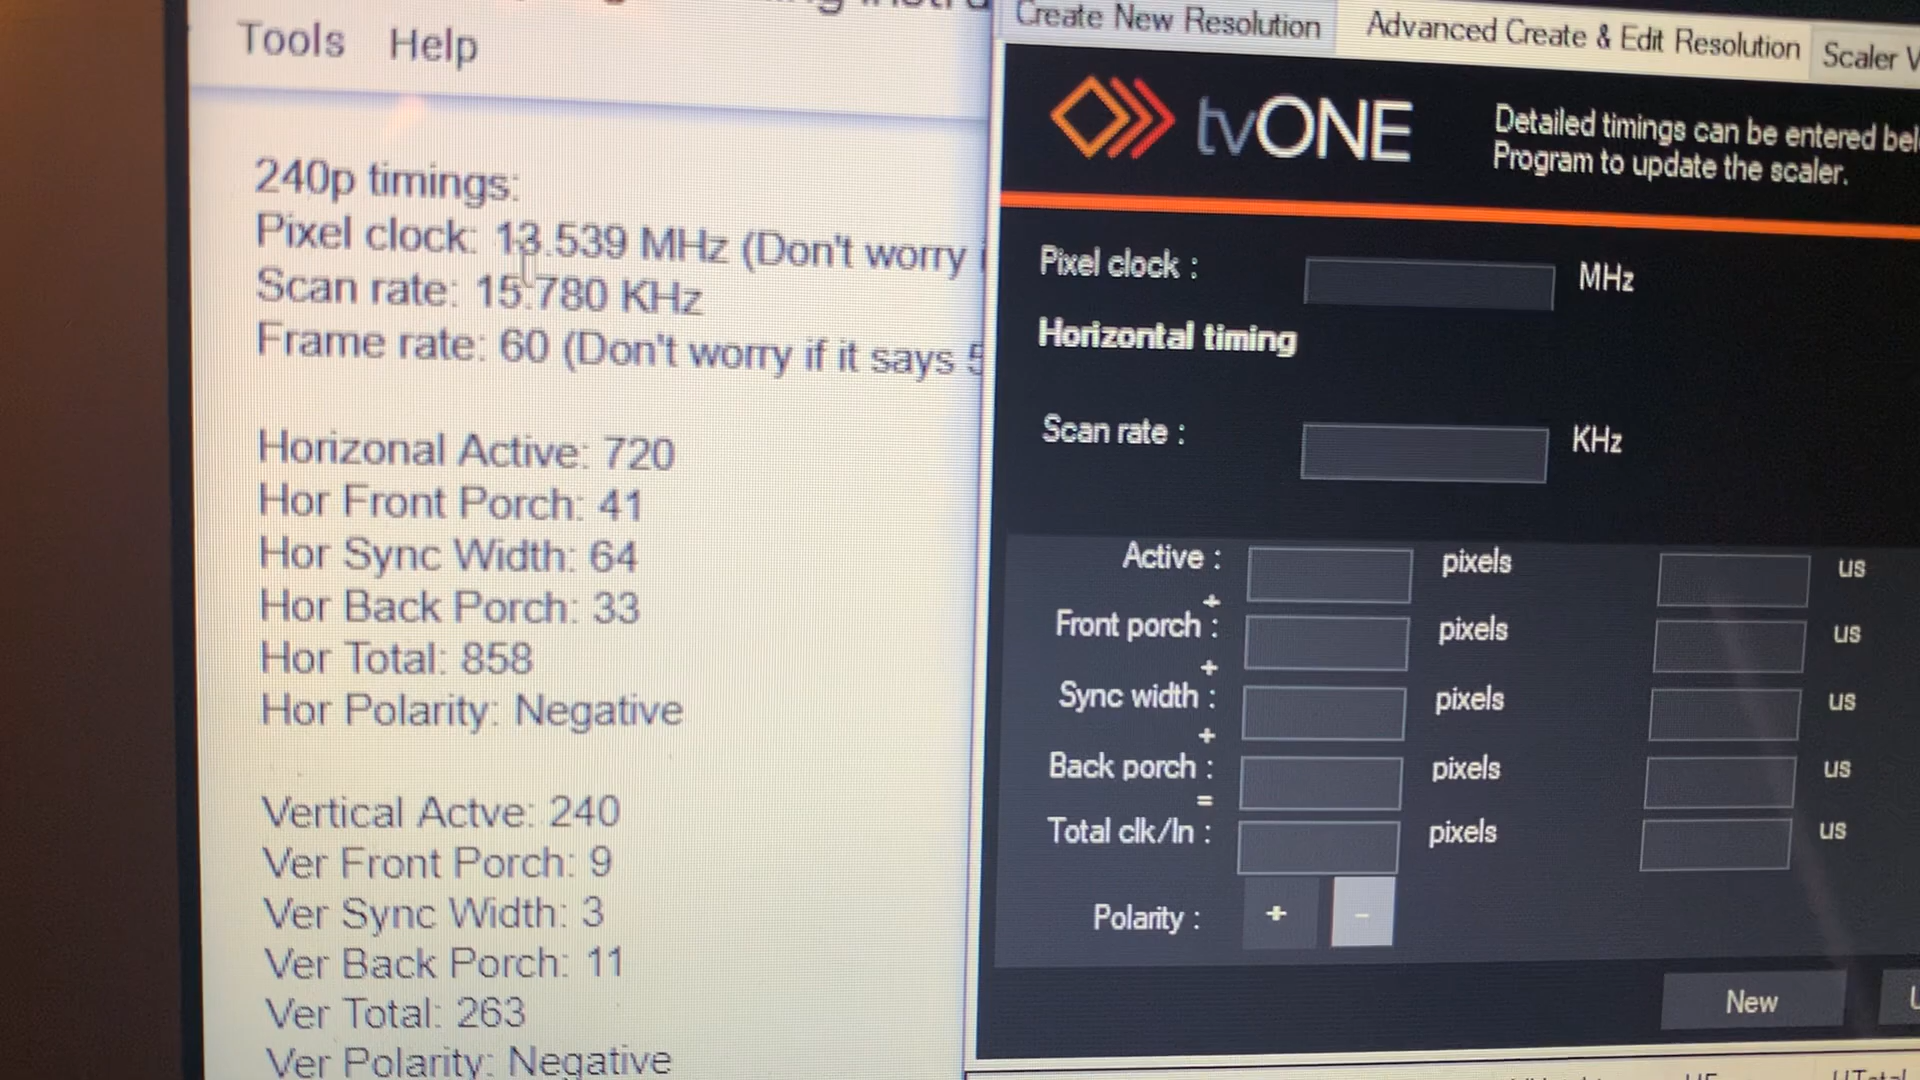 Tools Help
240p timings:
Pixel clock: 13.539 MHz (Don't worry
Scan rate: 15.780 KHz
Frame rate: 60 (Don't worry if it says 5
Horizonal Active: 720
Hor Front Porch: 41
Hor Sync Width: 64
Hor Back Porch: 33
Hor Total: 858
Hor Polarity: Negative
Vertical Actve: 240
Ver Front Porch: 9
Ver Sync Width: 3
Ver Back Porch: 11
Ver Total: 263
Ver Polarity: Negative
Create New Resolution
Advanced Create & Edit Resolution
Scaler
tvONE
Detailed timings can be entered bel
Program to update the scaler.
Pixel clock : MHz
Horizontal timing
Scan rate : KHz
Active : pixels us
+
Front porch : pixels us
+
Sync width : pixels us
+
Back porch : pixels us
=
Total clk/ln : pixels us
Polarity : + -
New